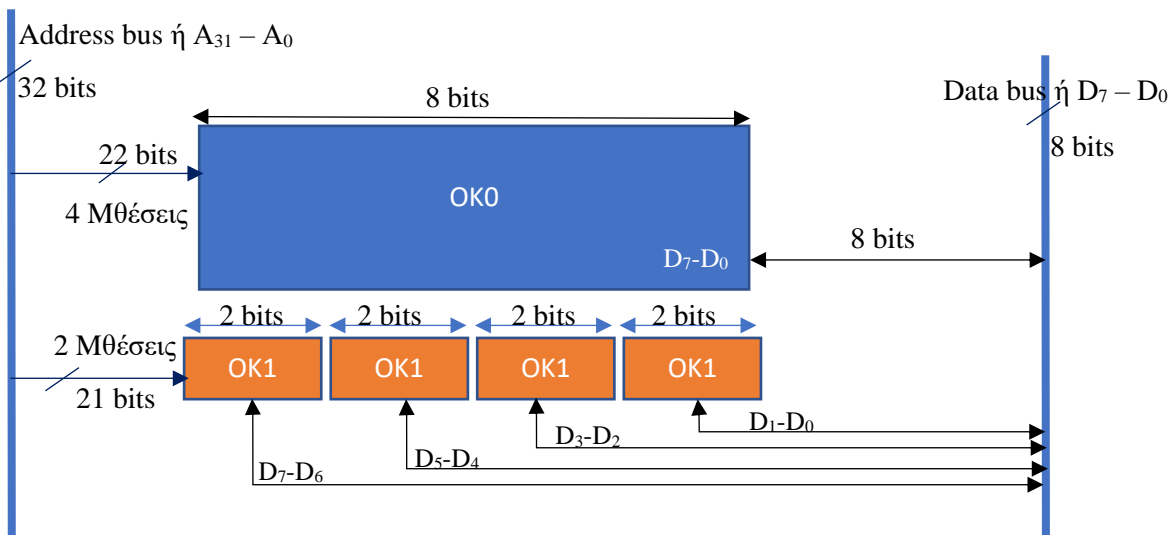 Address bus ή A₃₁ – A₀
32 bits
Data bus ή D₇ – D₀
8 bits
8 bits
22 bits
4 Μθέσεις
OK0
D₇-D₀
8 bits
2 bits 2 bits 2 bits 2 bits
2 Μθέσεις
21 bits
OK1 OK1 OK1 OK1
D₁-D₀
D₃-D₂
D₅-D₄
D₇-D₆